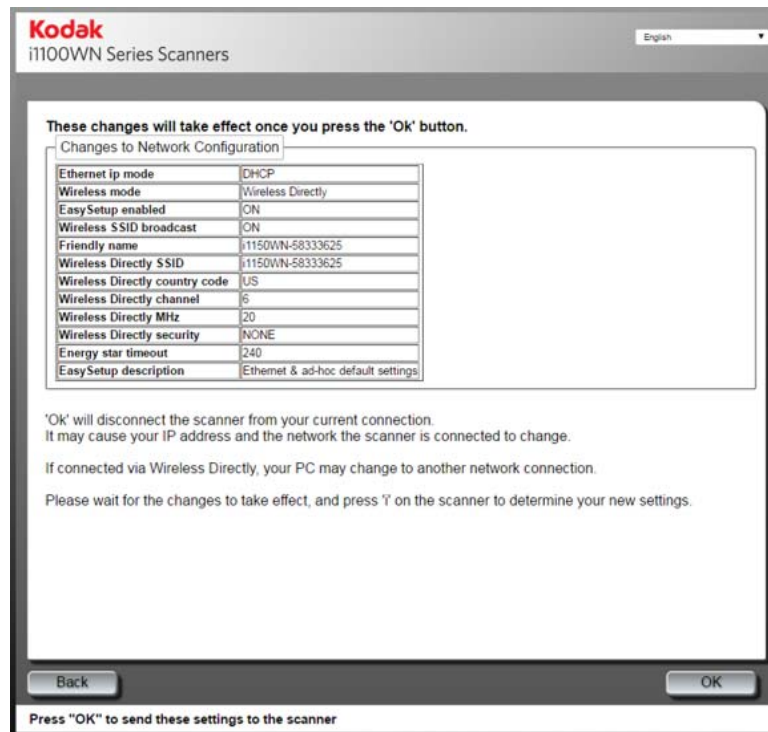 Kodak
i1100WN Series Scanners
English
These changes will take effect once you press the 'Ok' button.
Changes to Network Configuration
Ethernet ip mode DHCP
Wireless mode Wireless Directly
EasySetup enabled ON
Wireless SSID broadcast ON
Friendly name i1150WN-58333625
Wireless Directly SSID i1150WN-58333625
Wireless Directly country code US
Wireless Directly channel 6
Wireless Directly MHz 20
Wireless Directly security NONE
Energy star timeout 240
EasySetup description Ethernet & ad-hoc default settings
'Ok' will disconnect the scanner from your current connection.
It may cause your IP address and the network the scanner is connected to change.
If connected via Wireless Directly, your PC may change to another network connection.
Please wait for the changes to take effect, and press 'i' on the scanner to determine your new settings.
Back
OK
Press "OK" to send these settings to the scanner